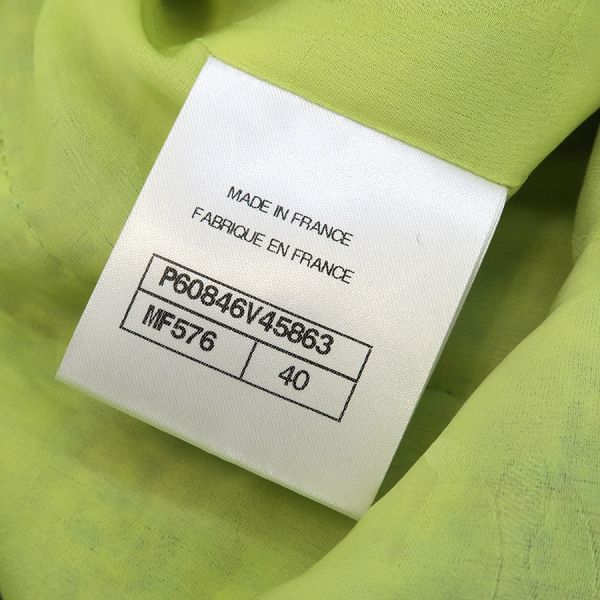 MADE IN FRANCE
FABRIQUE EN FRANCE
P60846V45863
MF576 40